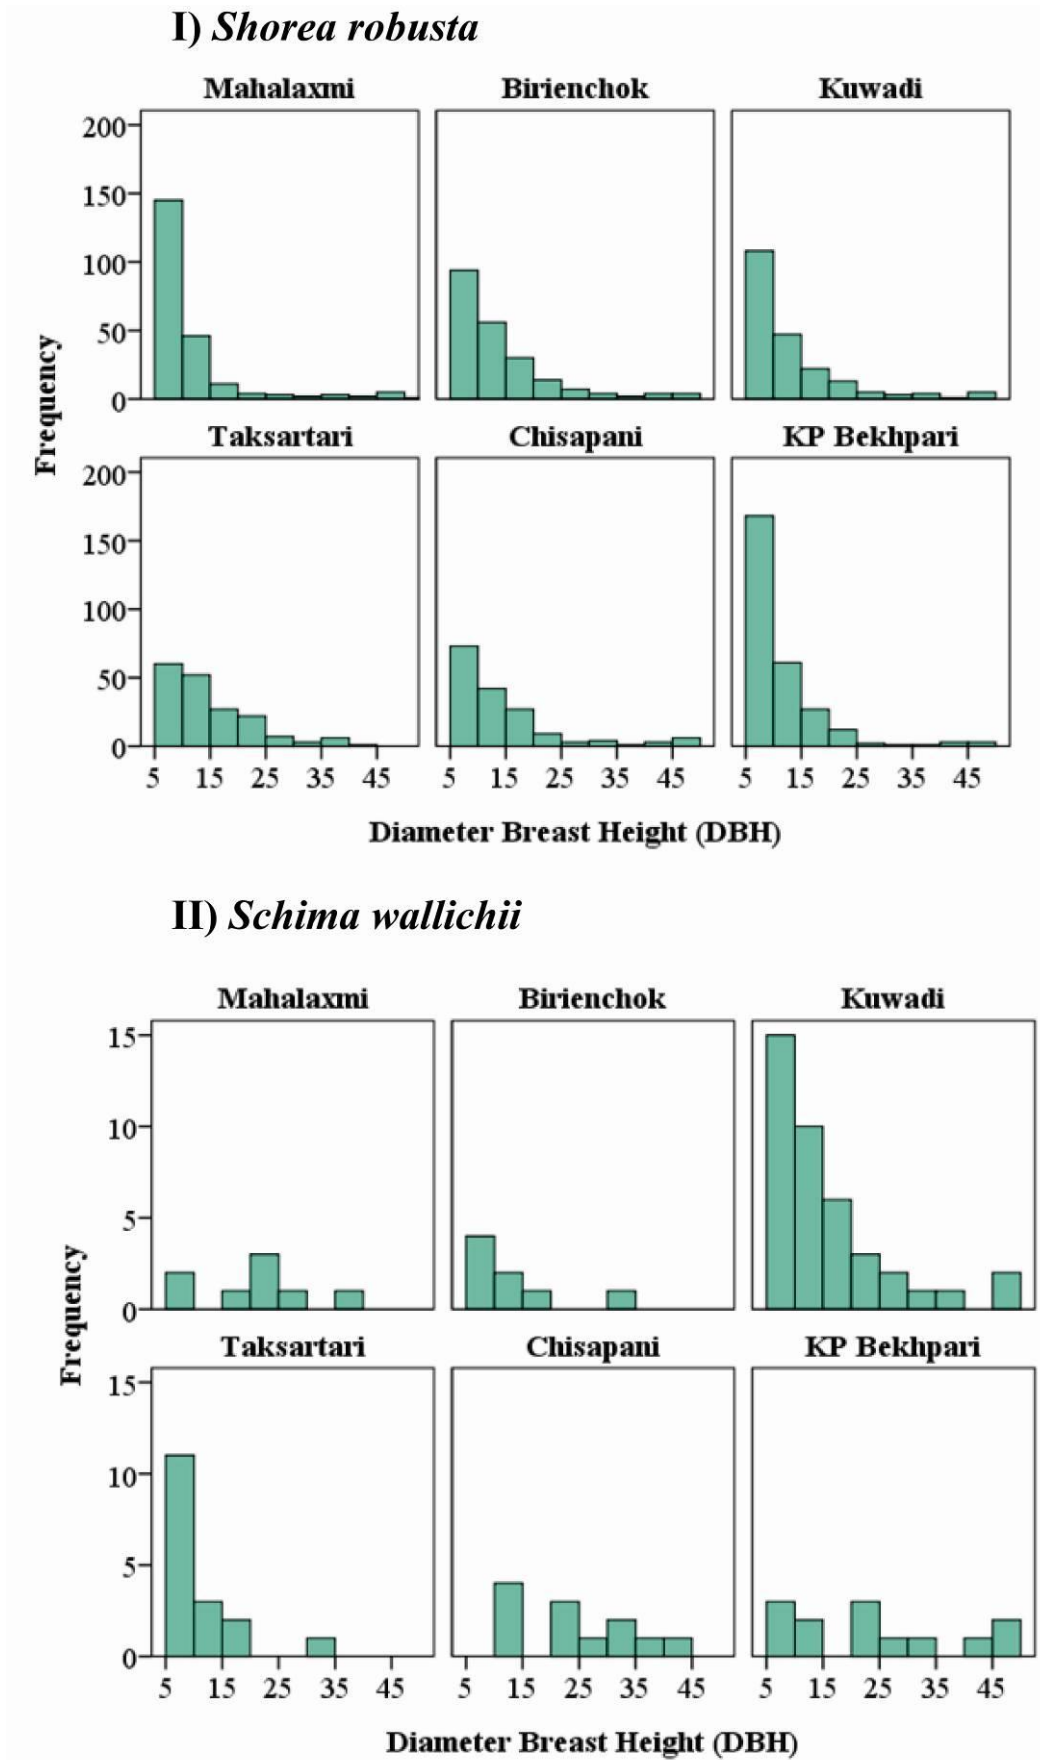 I) Shorea robusta
Mahalaxmi Birienchok Kuwadi
200
150
100
50
0
Taksartari Chisapani KP Bekhpari
200
150
100
50
0
5 15 25 35 45 5 15 25 35 45 5 15 25 35 45
Frequency
Diameter Breast Height (DBH)
II) Schima wallichii
Mahalaxmi Birienchok Kuwadi
15
10
5
0
Taksartari Chisapani KP Bekhpari
15
10
5
0
5 15 25 35 45 5 15 25 35 45 5 15 25 35 45
Frequency
Diameter Breast Height (DBH)